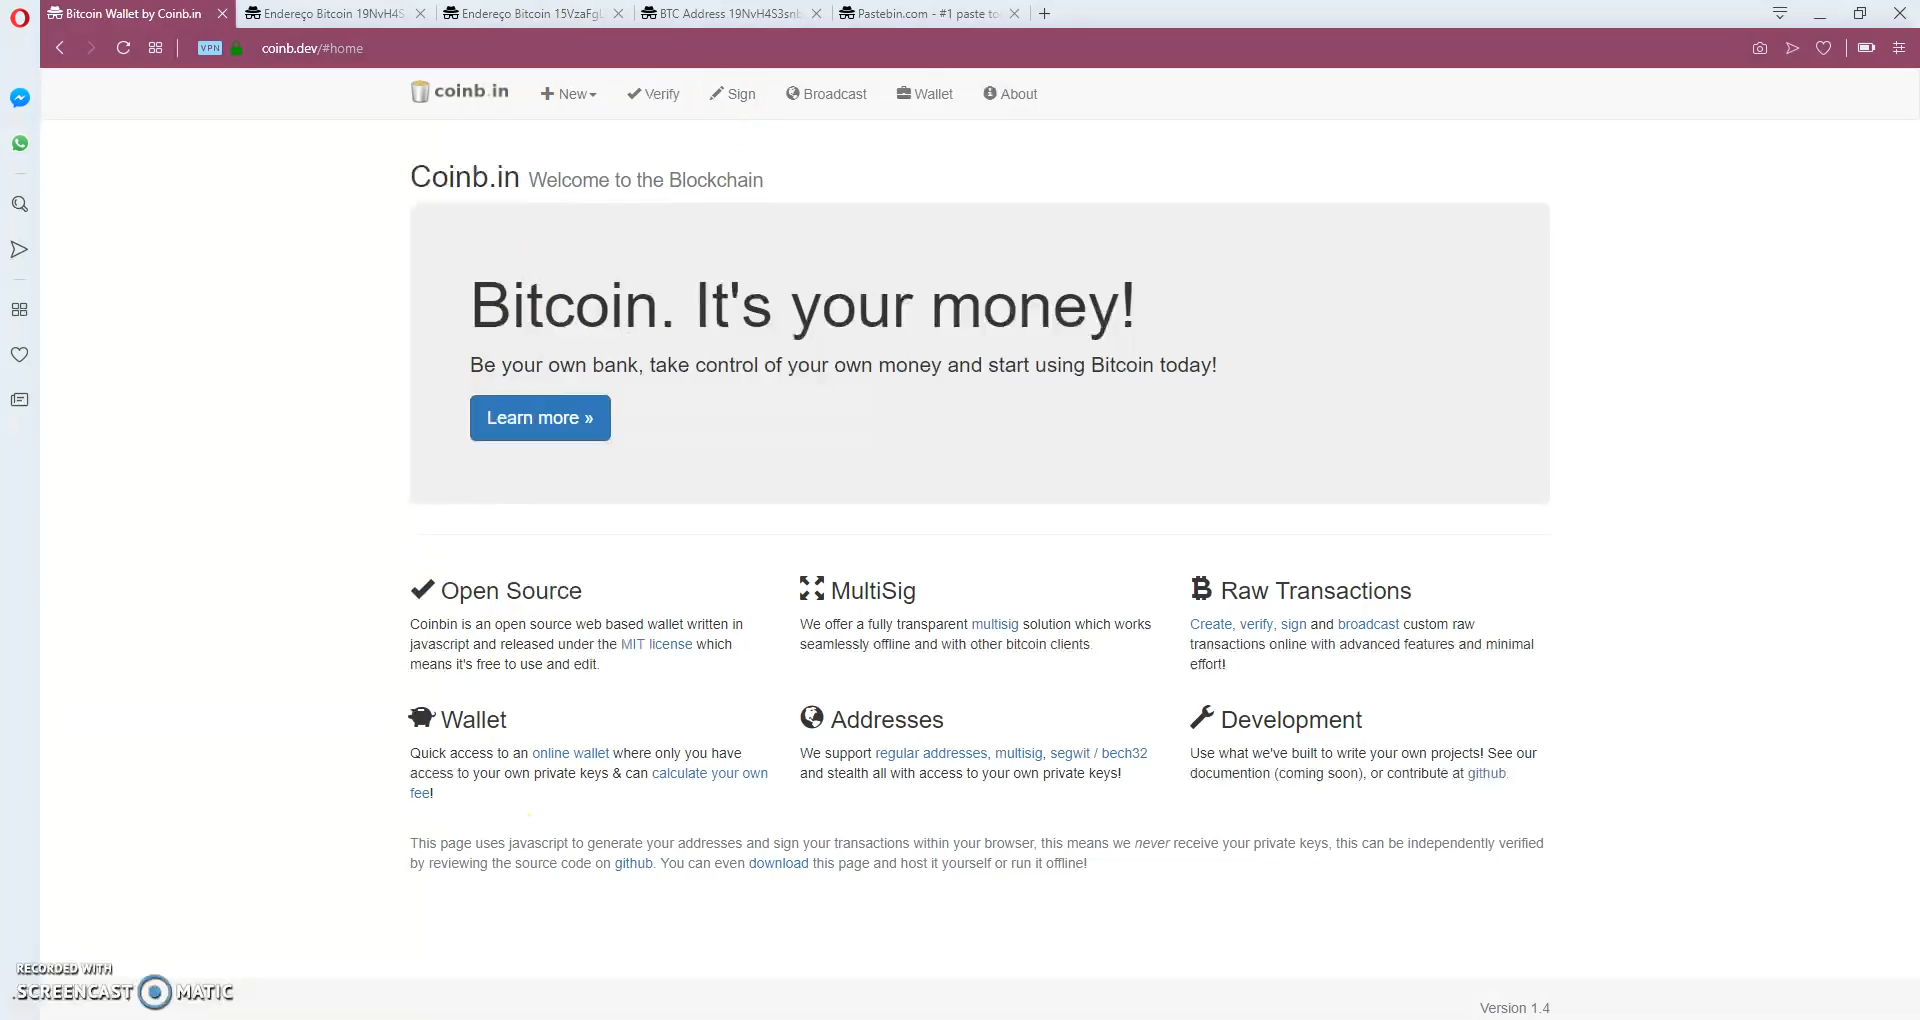 Bitcoin Wallet by Coinb.in
Endereço Bitcoin 19NvH4S
Endereço Bitcoin 15VzaFgL
BTC Address 19NvH4S3snb
Pastebin.com - #1 paste to
VPN
coinb.dev/#home
coinb.in
New
Verify
Sign
Broadcast
Wallet
About
Coinb.in Welcome to the Blockchain
Bitcoin. It's your money!
Be your own bank, take control of your own money and start using Bitcoin today!
Learn more »
Open Source
Coinbin is an open source web based wallet written in
javascript and released under the MIT license which
means it's free to use and edit.
MultiSig
We offer a fully transparent multisig solution which works
seamlessly offline and with other bitcoin clients.
Raw Transactions
Create, verify, sign and broadcast custom raw
transactions online with advanced features and minimal
effort!
Wallet
Quick access to an online wallet where only you have
access to your own private keys & can calculate your own
fee!
Addresses
We support regular addresses, multisig, segwit / bech32
and stealth all with access to your own private keys!
Development
Use what we've built to write your own projects! See our
documention (coming soon), or contribute at github.
This page uses javascript to generate your addresses and sign your transactions within your browser, this means we never receive your private keys, this can be independently verified
by reviewing the source code on github. You can even download this page and host it yourself or run it offline!
RECORDED WITH
SCREENCAST MATIC
Version 1.4